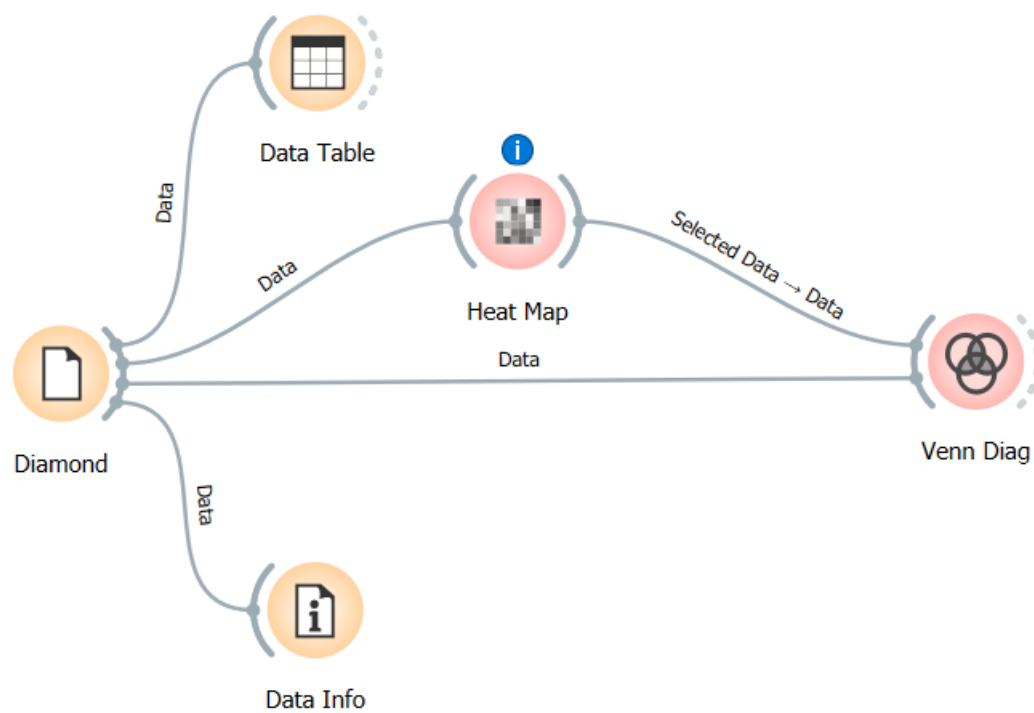 Data Table
Data
i
Data
Selected Data → Data
Heat Map
Data
Diamond
Venn Diag
Data
i
Data Info